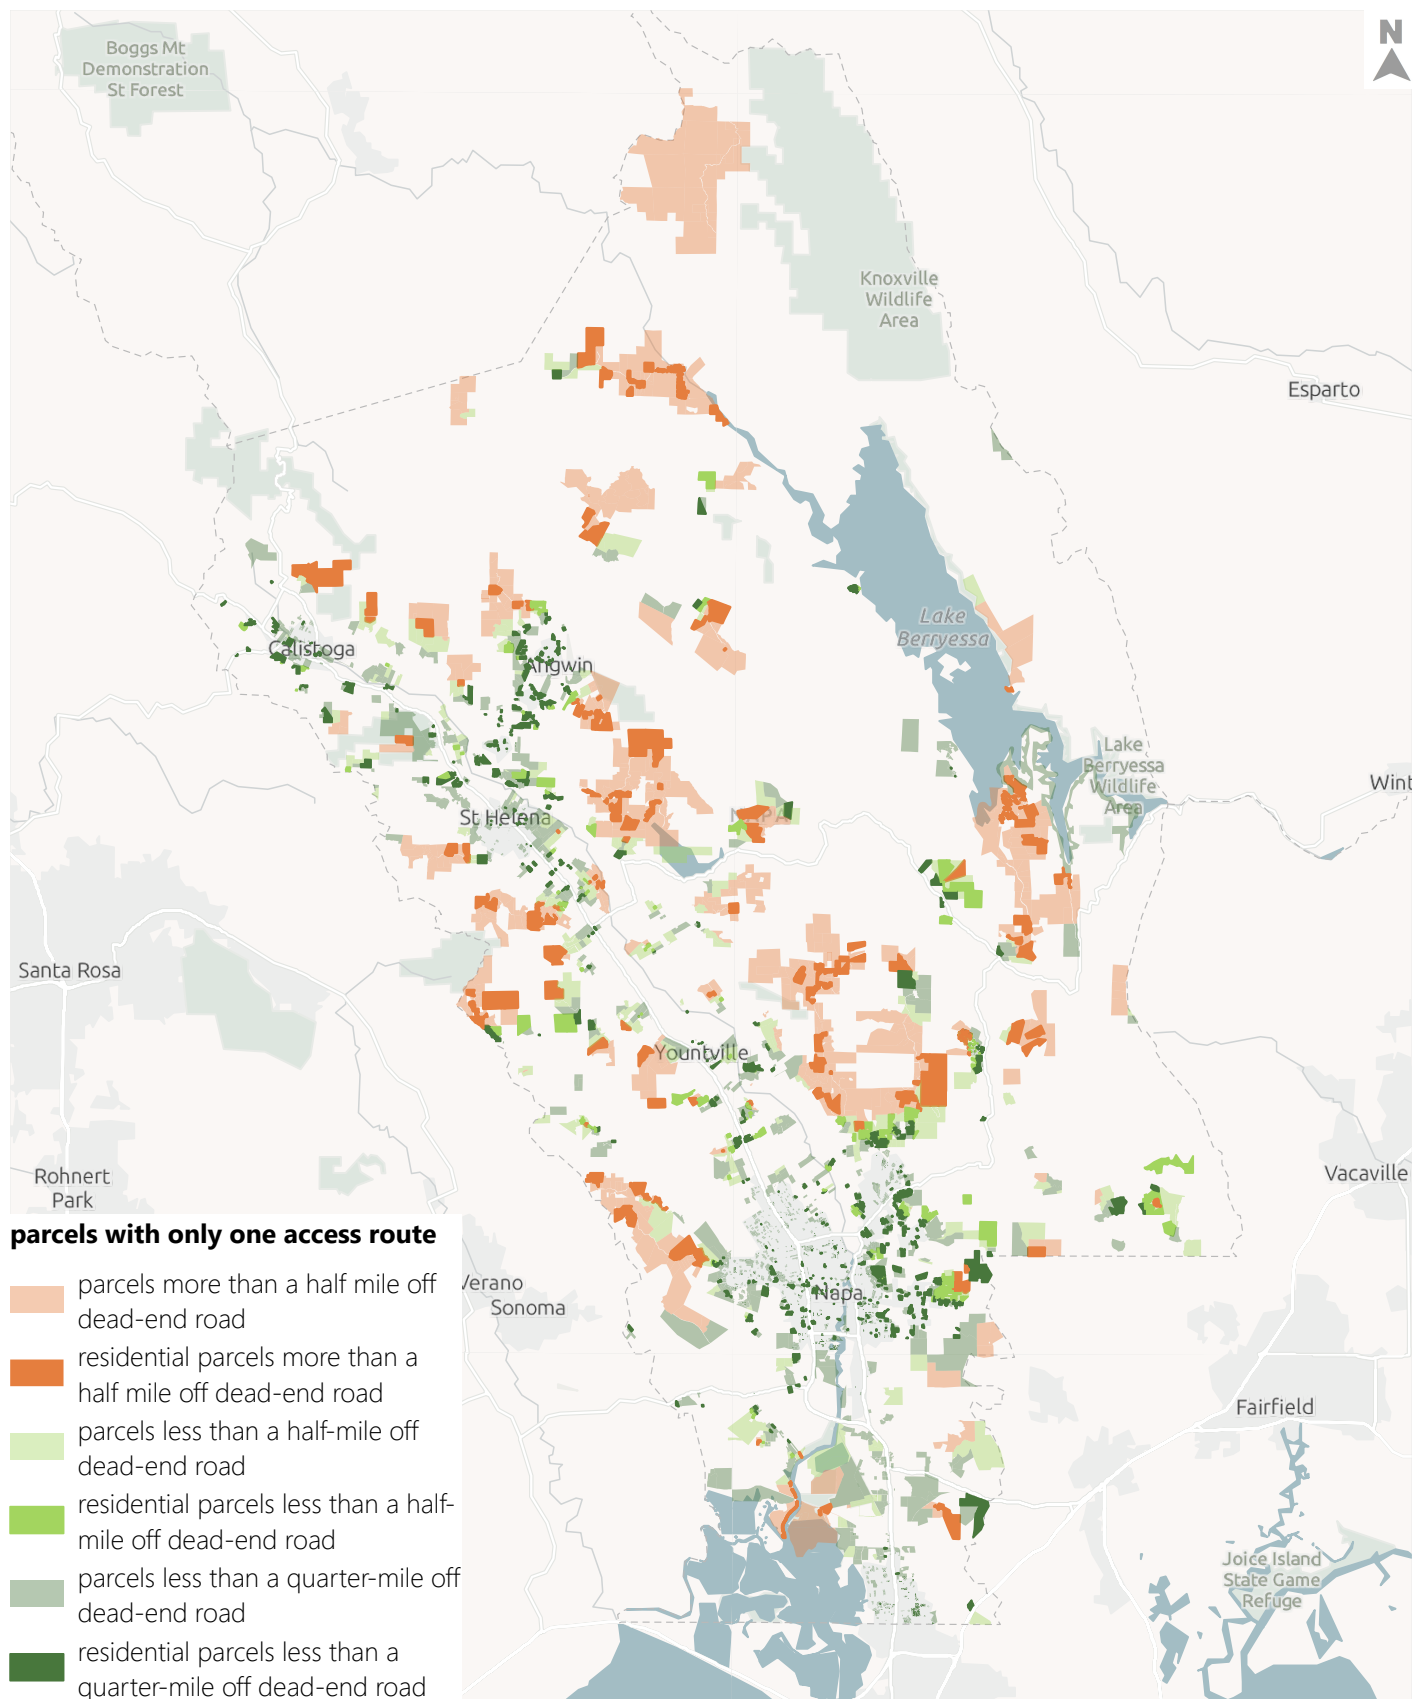 Boggs Mt
Demonstration
St Forest
N
Knoxville
Wildlife
Area
Esparto
Lake
Berryessa
Calistoga
Angwin
Lake
Berryessa
Wildlife
Area
Wint
St Helena
NAPA
Santa Rosa
Yountville
Rohnert
Park
Vacaville
parcels with only one access route
parcels more than a half mile off
dead-end road
residential parcels more than a
half mile off dead-end road
parcels less than a half-mile off
dead-end road
residential parcels less than a half-
mile off dead-end road
parcels less than a quarter-mile off
dead-end road
residential parcels less than a
quarter-mile off dead-end road
Verano
Sonoma
Napa
Fairfield
Joice Island
State Game
Refuge